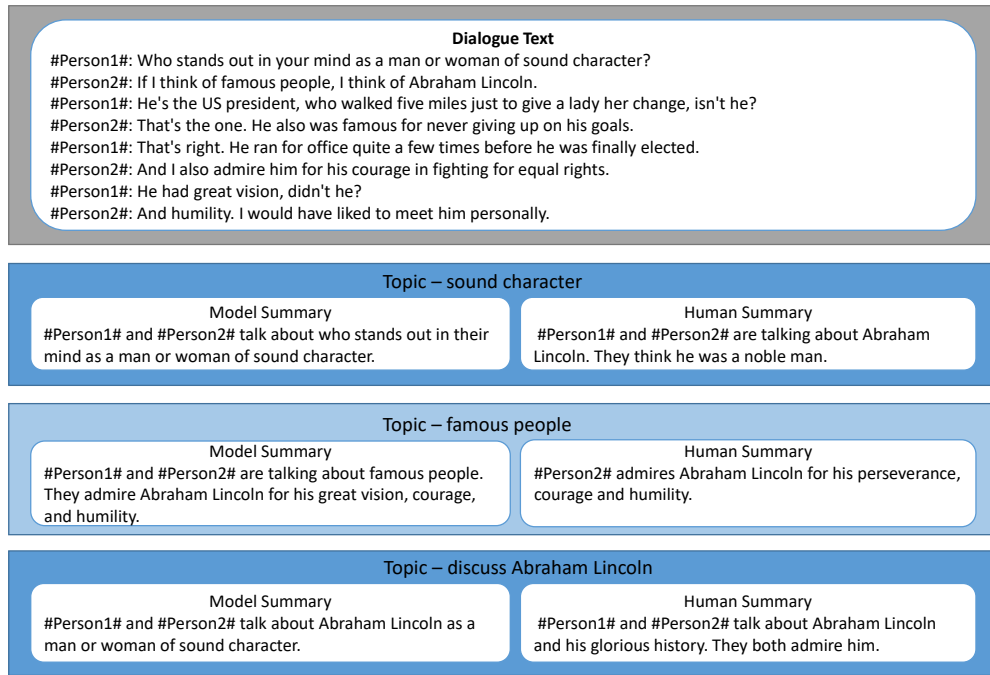 Dialogue Text
#Person1#: Who stands out in your mind as a man or woman of sound character?
#Person2#: If I think of famous people, I think of Abraham Lincoln.
#Person1#: He's the US president, who walked five miles just to give a lady her change, isn't he?
#Person2#: That's the one. He also was famous for never giving up on his goals.
#Person1#: That's right. He ran for office quite a few times before he was finally elected.
#Person2#: And I also admire him for his courage in fighting for equal rights.
#Person1#: He had great vision, didn't he?
#Person2#: And humility. I would have liked to meet him personally.
Topic – sound character
Model Summary
#Person1# and #Person2# talk about who stands out in their
mind as a man or woman of sound character.
Human Summary
#Person1# and #Person2# are talking about Abraham
Lincoln. They think he was a noble man.
Topic – famous people
Model Summary
#Person1# and #Person2# are talking about famous people.
They admire Abraham Lincoln for his great vision, courage,
and humility.
Human Summary
#Person2# admires Abraham Lincoln for his perseverance,
courage and humility.
Topic – discuss Abraham Lincoln
Model Summary
#Person1# and #Person2# talk about Abraham Lincoln as a
man or woman of sound character.
Human Summary
#Person1# and #Person2# talk about Abraham Lincoln
and his glorious history. They both admire him.